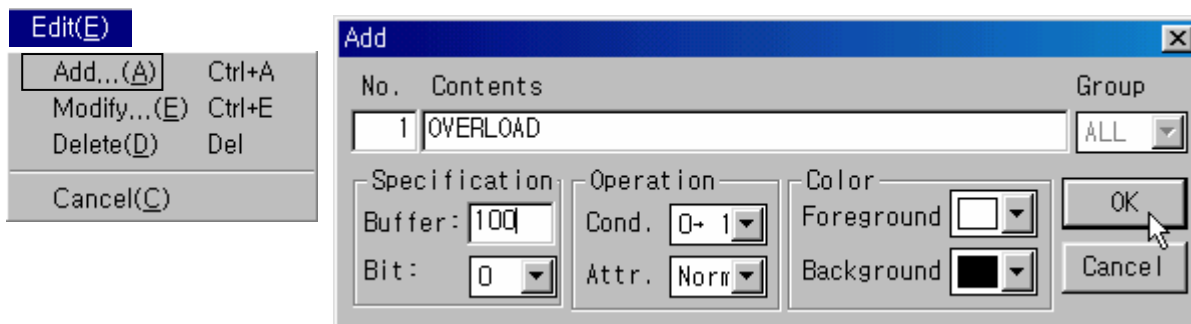 Edit(E)
Add...(A) Ctrl+A
Modify...(E) Ctrl+E
Delete(D) Del
Cancel(C)
Add
No. Contents Group
1 OVERLOAD ALL
Specification Operation Color
Buffer: 100 Cond. 0→ 1 Foreground OK
Bit: 0 Attr. Norm Background Cancel